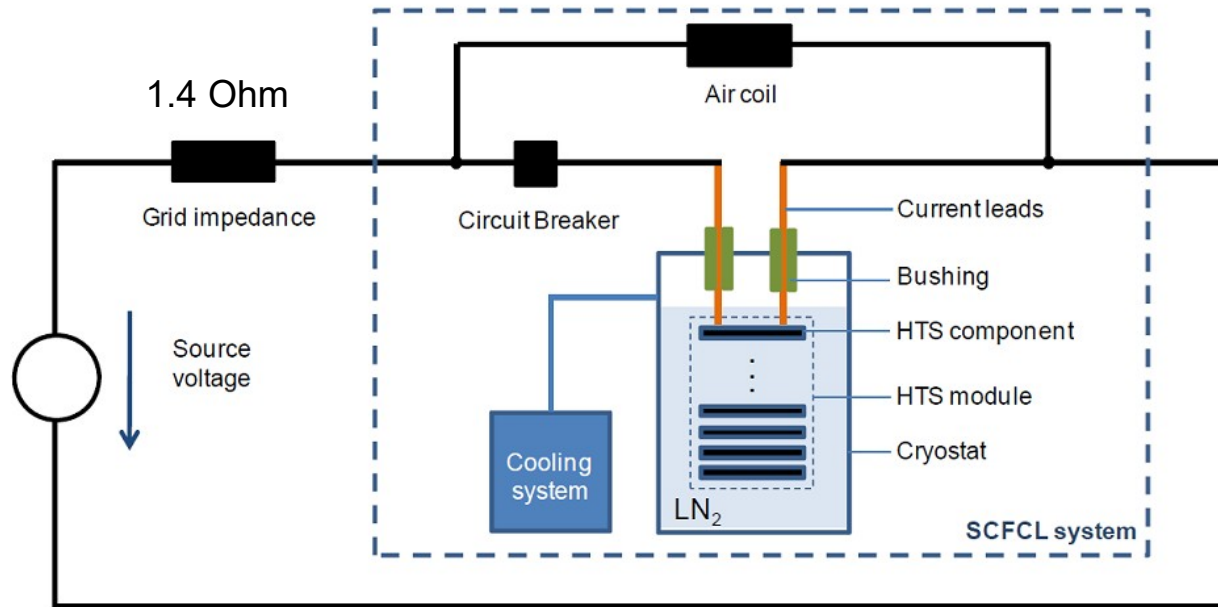 1.4 Ohm
Air coil
Grid impedance
Circuit Breaker
Current leads
Bushing
Source
voltage
HTS component
HTS module
Cryostat
Cooling
system
LN₂
SCFCL system